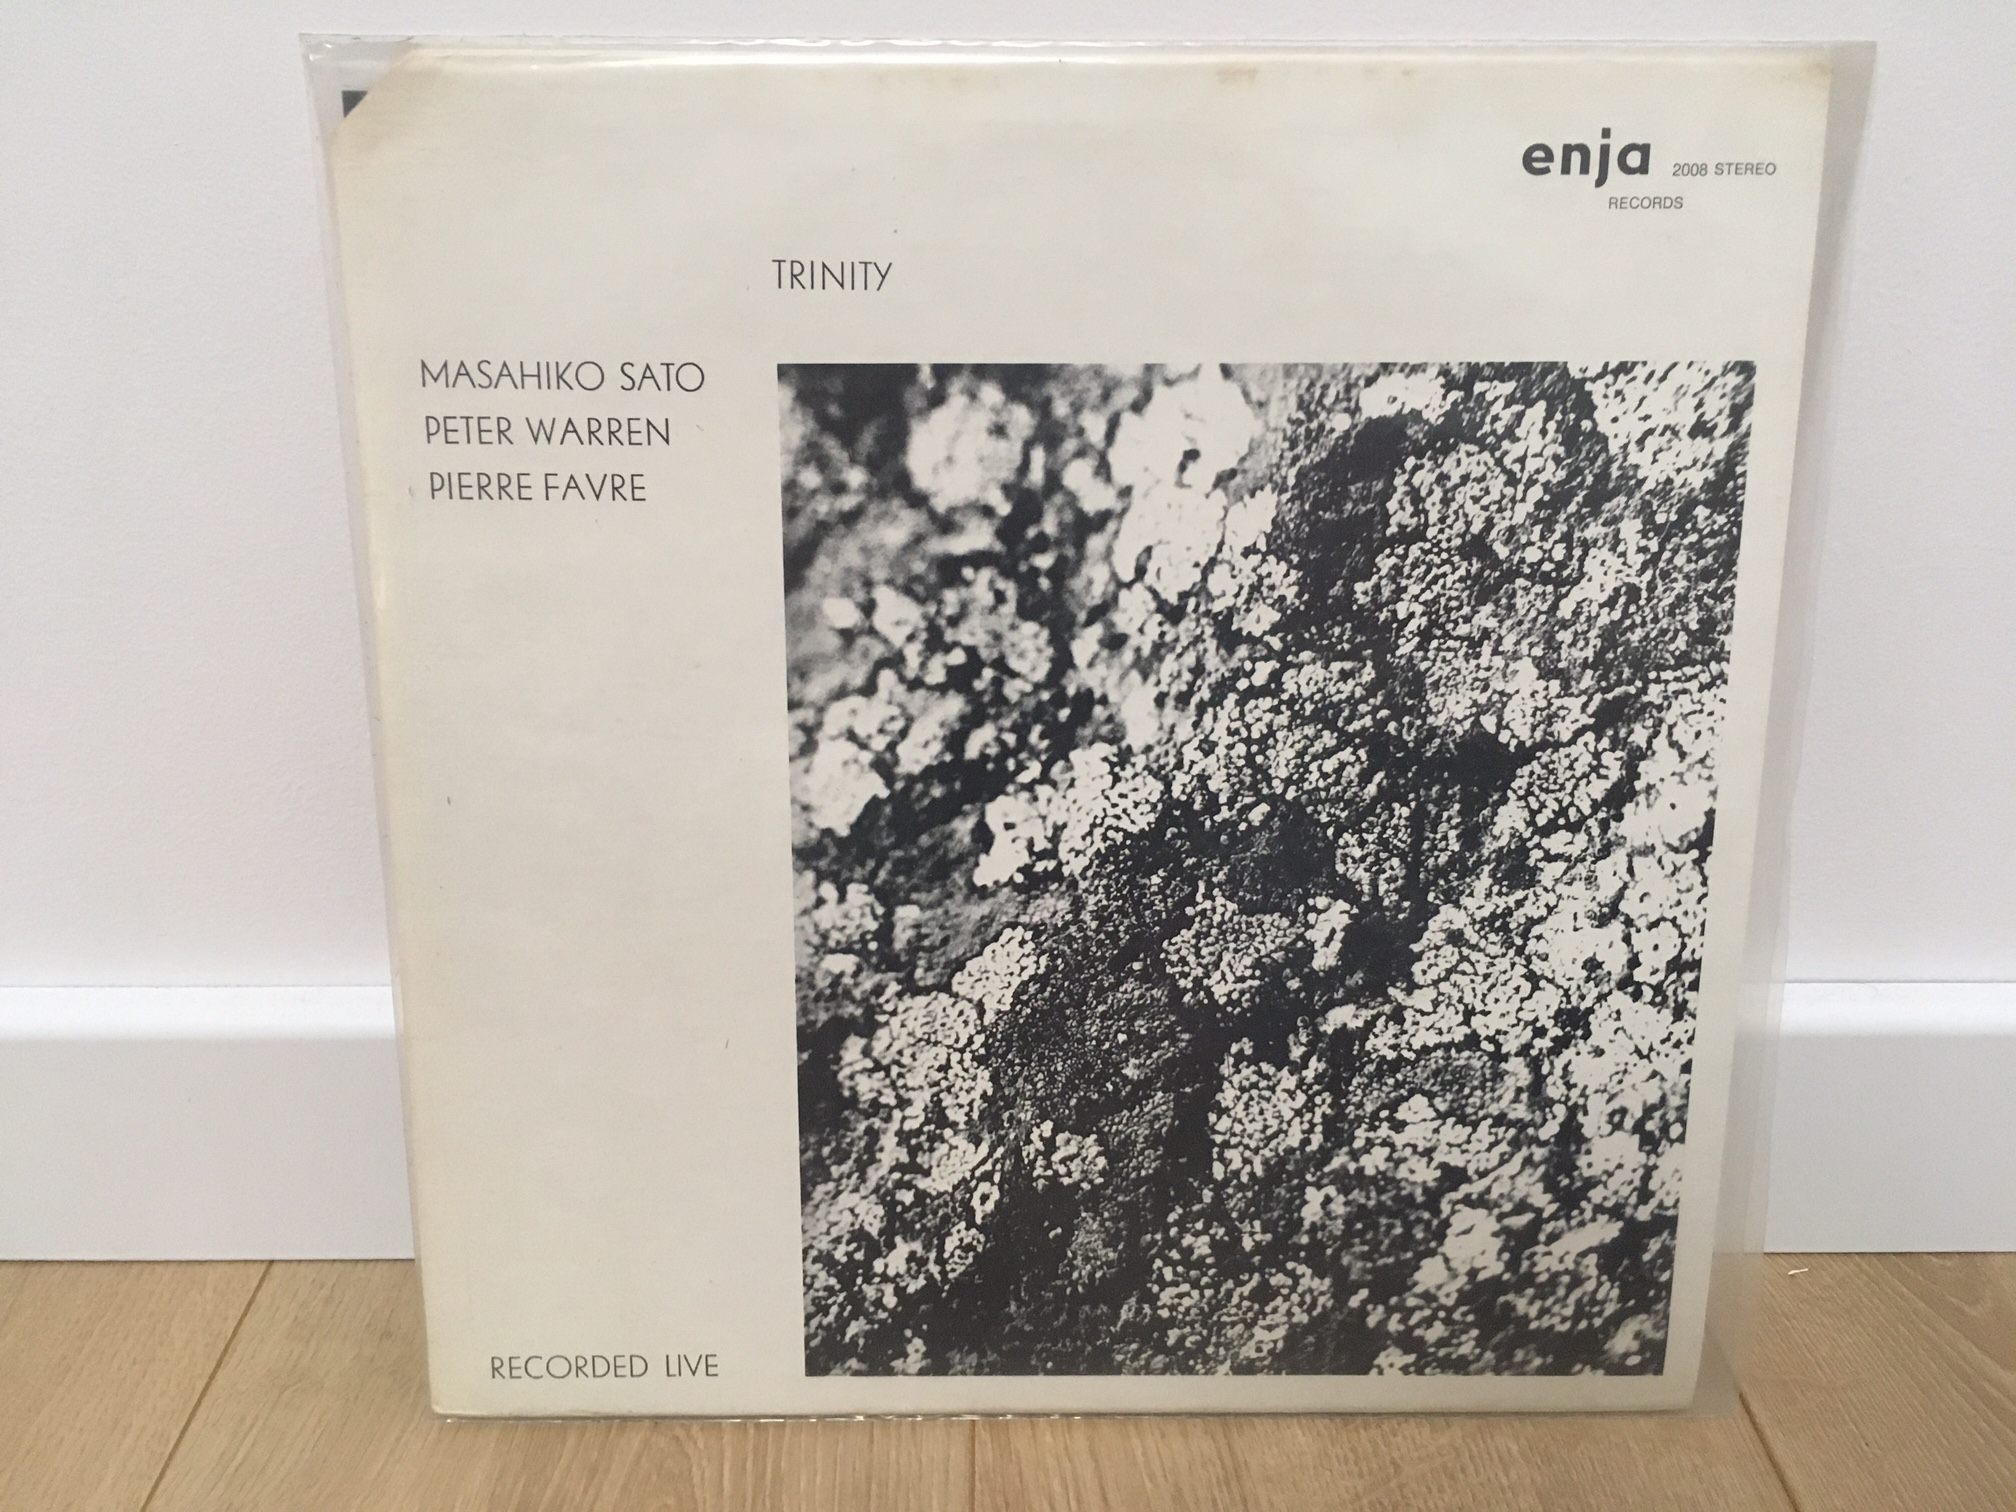 enja 2008 STEREO
RECORDS
TRINITY
MASAHIKO SATO
PETER WARREN
PIERRE FAVRE
RECORDED LIVE